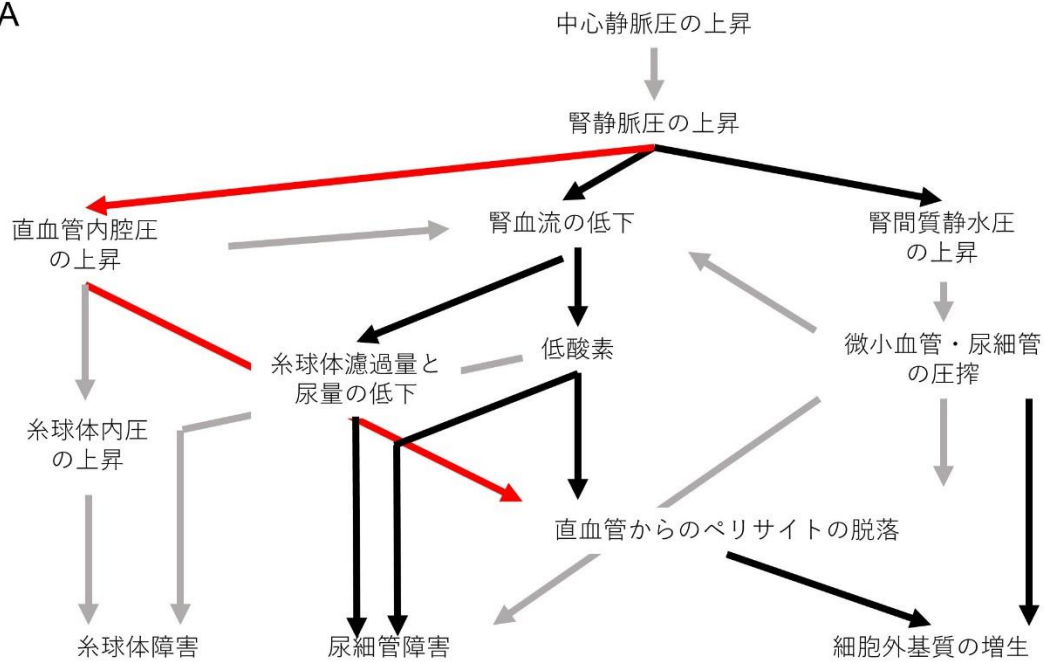 A
中心静脈圧の上昇
腎静脈圧の上昇
直血管内腔圧
の上昇
腎血流の低下
腎間質静水圧
の上昇
糸球体濾過量と
尿量の低下
低酸素
微小血管・尿細管
の圧搾
糸球体内圧
の上昇
直血管からのペリサイトの脱落
糸球体障害
尿細管障害
細胞外基質の増生